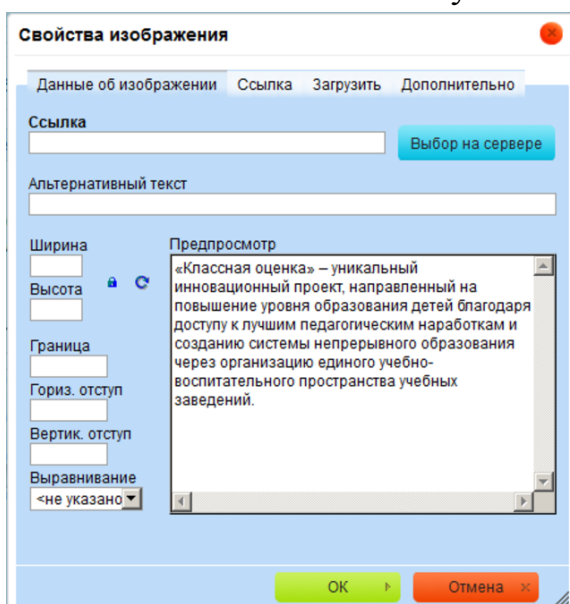 Свойства изображения
Данные об изображении Ссылка Загрузить Дополнительно
Ссылка
Выбор на сервере
Альтернативный текст
Ширина
Высота
Граница
Гориз. отступ
Вертик. отступ
Выравнивание
<не указано
Предпросмотр
«Классная оценка» – уникальный
инновационный проект, направленный на
повышение уровня образования детей благодаря
доступу к лучшим педагогическим наработкам и
созданию системы непрерывного образования
через организацию единого учебно-
воспитательного пространства учебных
заведений.
ОК
Отмена